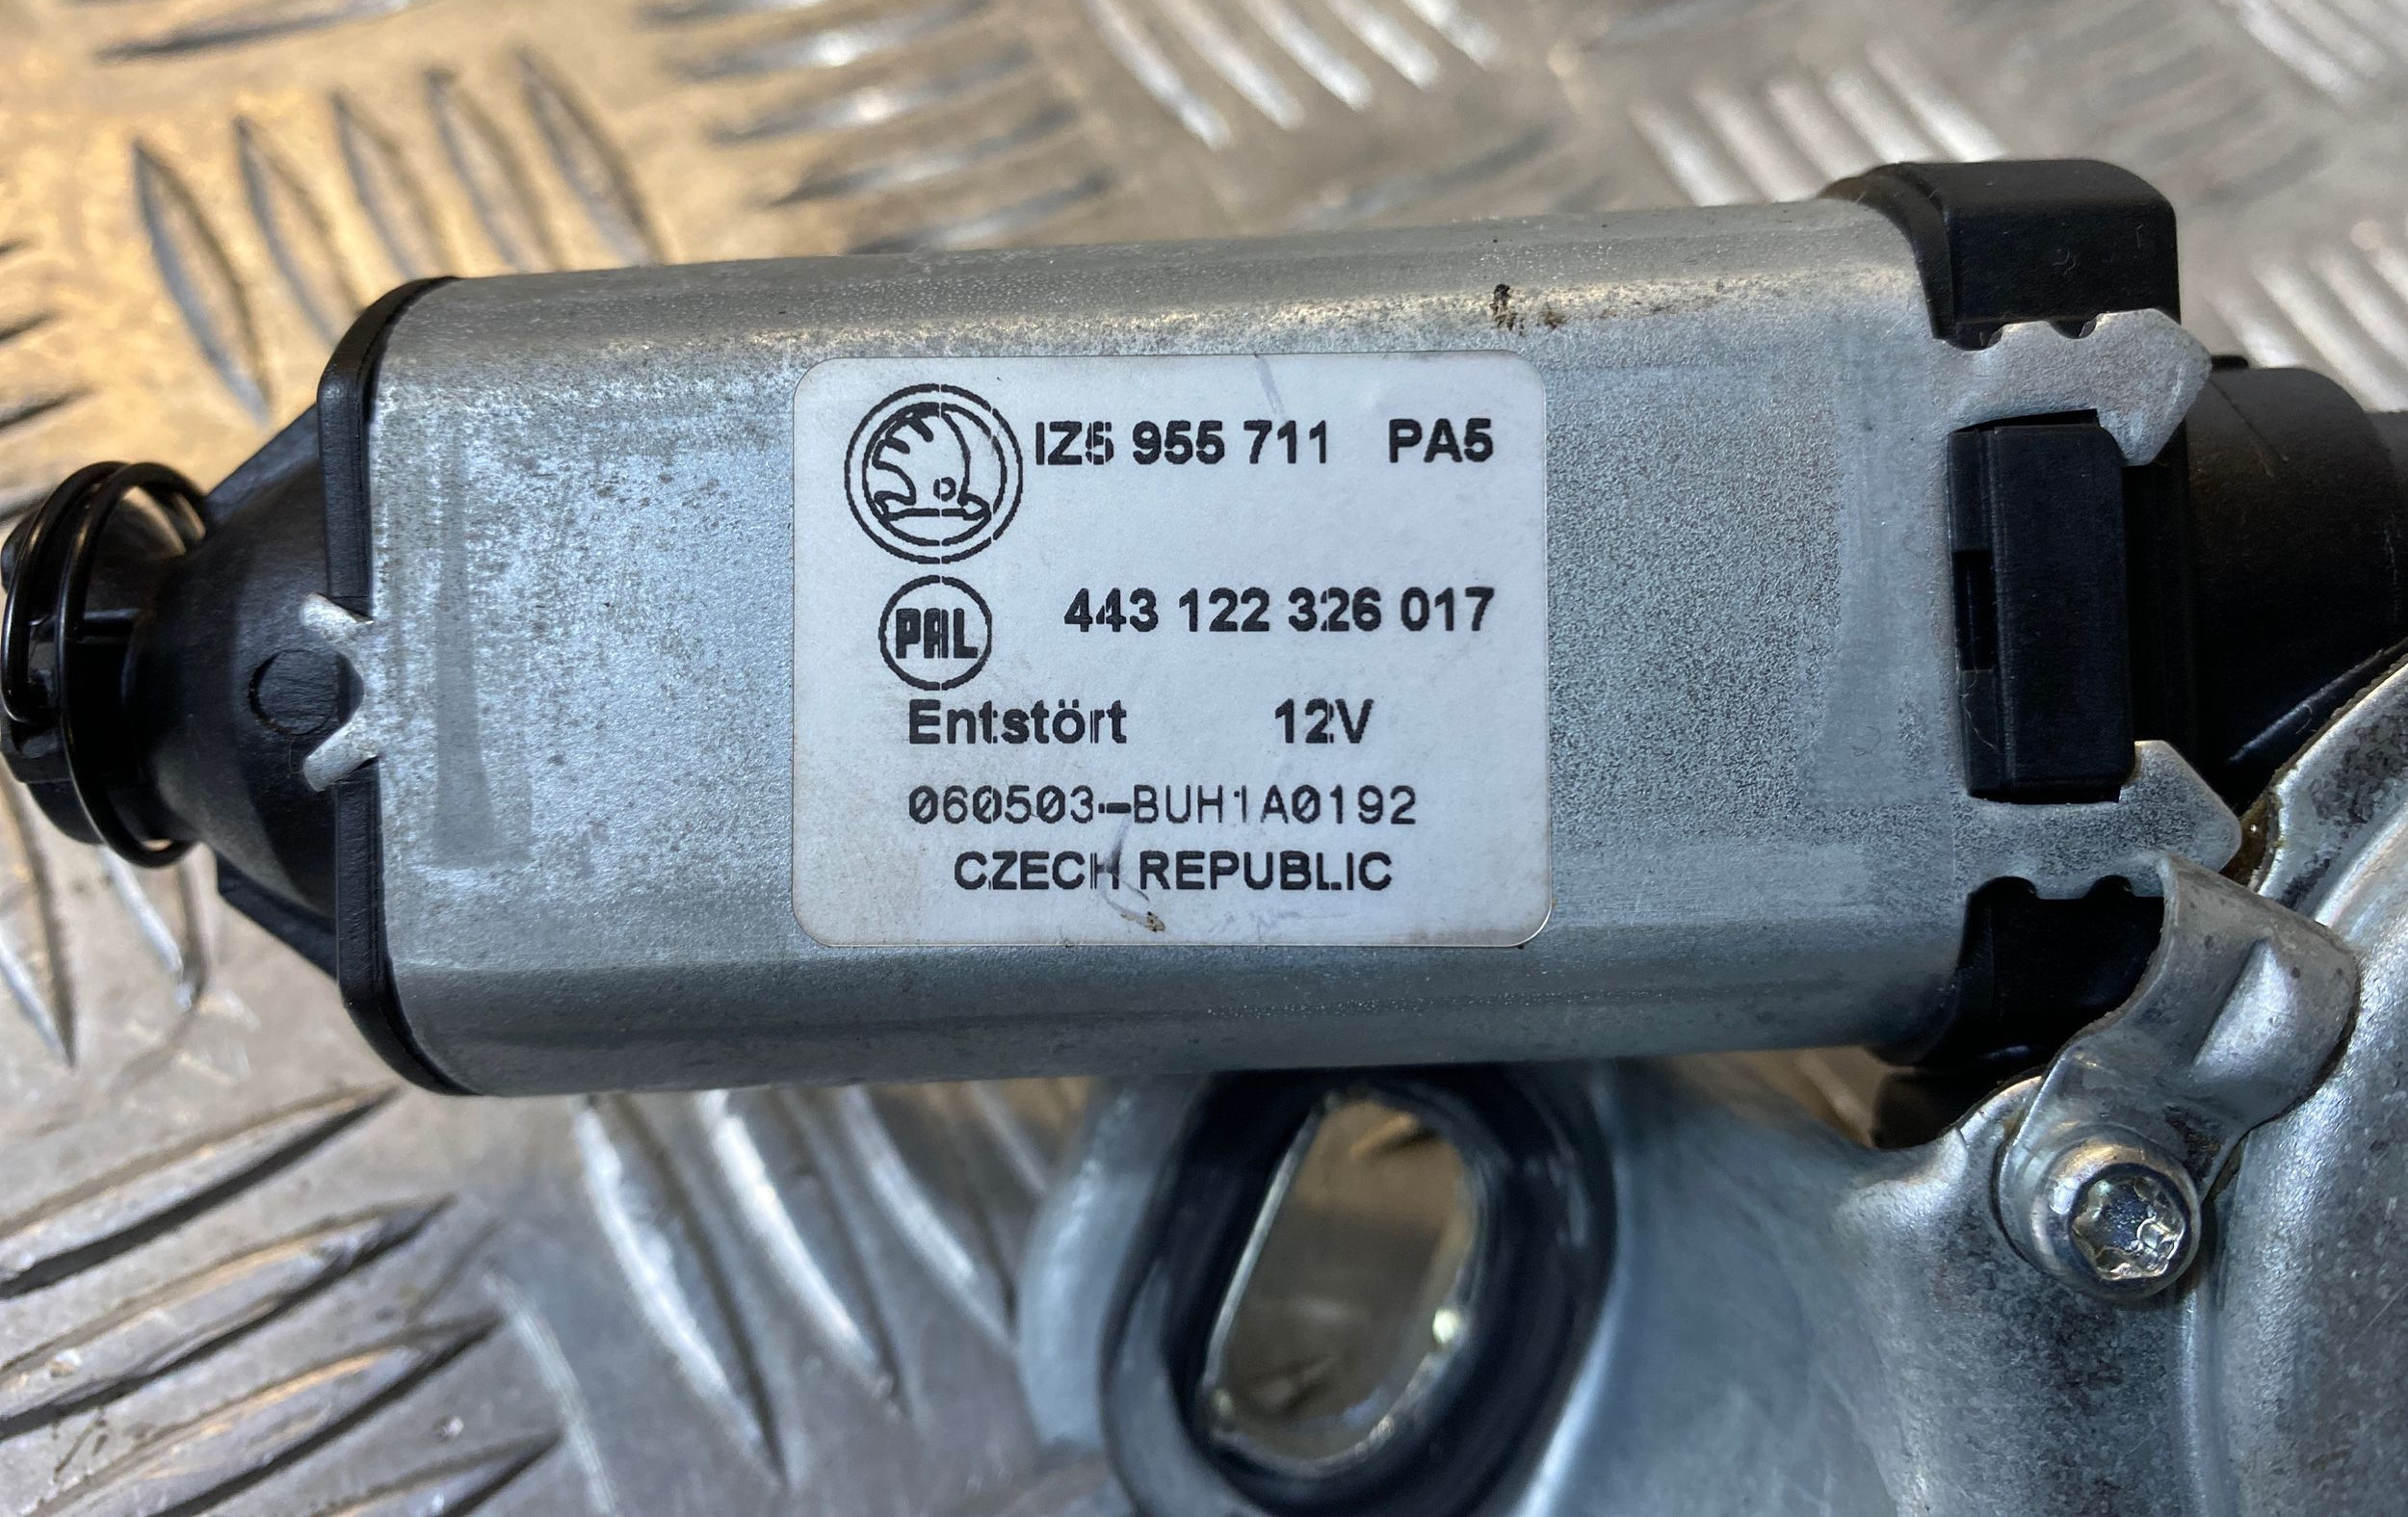 1Z5 955 711 PA5
PAL 443 122 326 017
Entstört 12V
060503-BUH1A0192
CZECH REPUBLIC